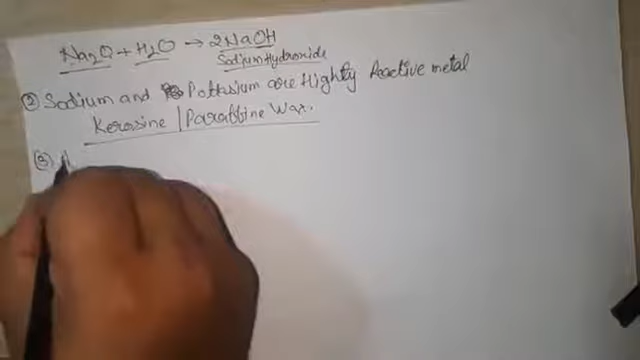 Na2O + H2O → 2NaOH
Sodium Hydroxide
② Sodium and Potassium are Highly Reactive metal
Kerosine | Paraffine Wax.
③